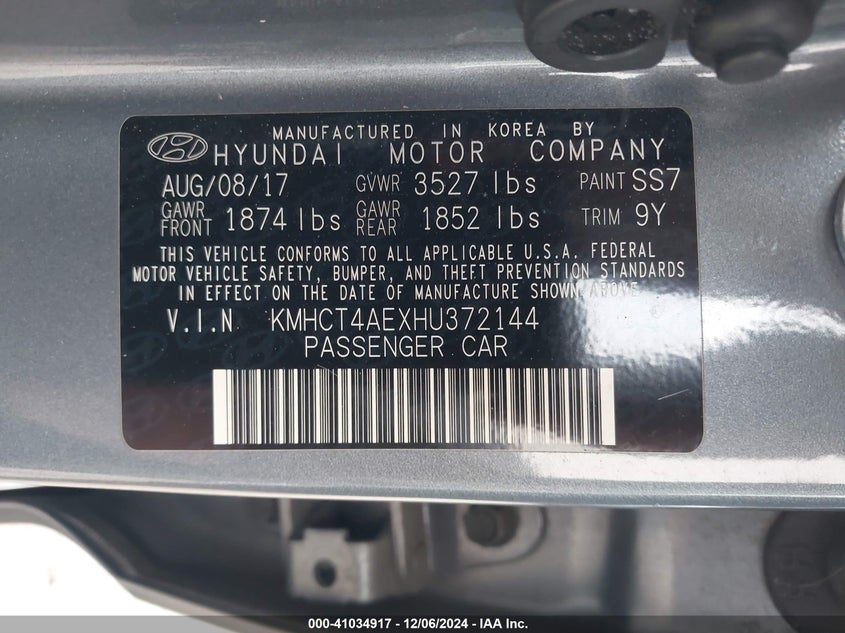 MANUFACTURED IN KOREA BY
HYUNDAI MOTOR COMPANY
AUG/08/17 GVWR 3527 lbs PAINT SS7
GAWR FRONT 1874 lbs GAWR REAR 1852 lbs TRIM 9Y
THIS VEHICLE CONFORMS TO ALL APPLICABLE U.S.A. FEDERAL
MOTOR VEHICLE SAFETY, BUMPER, AND THEFT PREVENTION STANDARDS
IN EFFECT ON THE DATE OF MANUFACTURE SHOWN ABOVE.
V.I.N. KMHCT4AEXHU372144
PASSENGER CAR
000-41034917 - 12/06/2024 - IAA Inc.